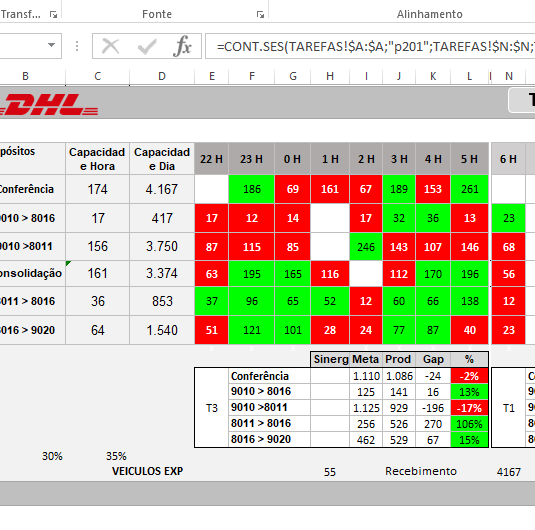 Transf...
Fonte
Alinhamento
fx
=CONT.SES(TAREFAS!$A:$A;"p201";TAREFAS!$N:$N;
B C D E F G H I J K L N
DHL
pósitos Capacidad e Hora Capacidad e Dia 22 H 23 H 0 H 1 H 2 H 3 H 4 H 5 H 6 H
Conferência 174 4.167 186 69 161 67 189 153 261
9010 > 8016 17 417 17 12 14 17 32 36 13 23
9010 >8011 156 3.750 87 115 85 246 143 107 146 68
onsolidação 161 3.374 63 195 165 116 112 170 196 56
8011 > 8016 36 853 37 96 65 52 12 60 66 138 12
8016 > 9020 64 1.540 51 121 101 28 24 77 87 40 23
Sinerg Meta Prod Gap %
Conferência 1.110 1.086 -24 -2%
9010 > 8016 125 141 16 13%
T3 9010 >8011 1.125 929 -196 -17% T1
8011 > 8016 256 526 270 106%
8016 > 9020 462 529 67 15%
30% 35%
VEICULOS EXP 55 Recebimento 4167